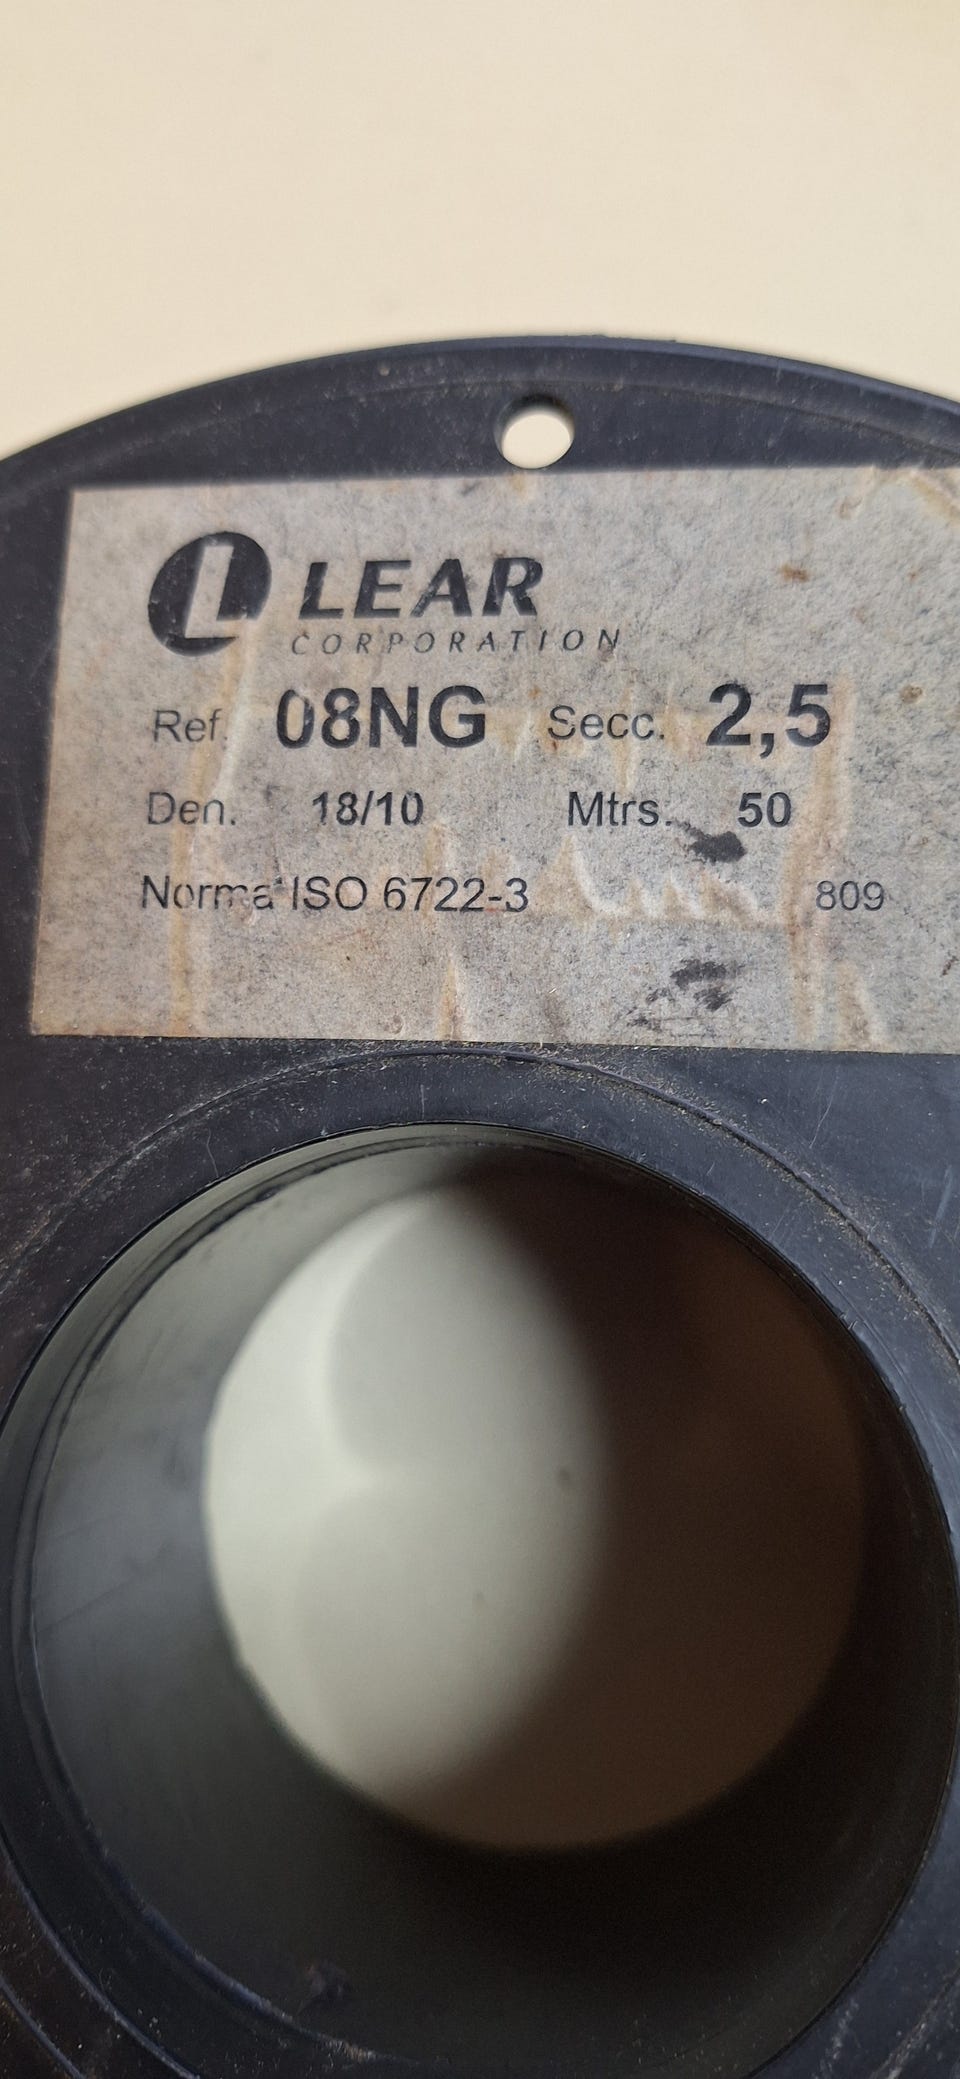 L LEAR
CORPORATION
Ref. 08NG Secc. 2,5
Den. 18/10 Mtrs. 50
Norma ISO 6722-3 809